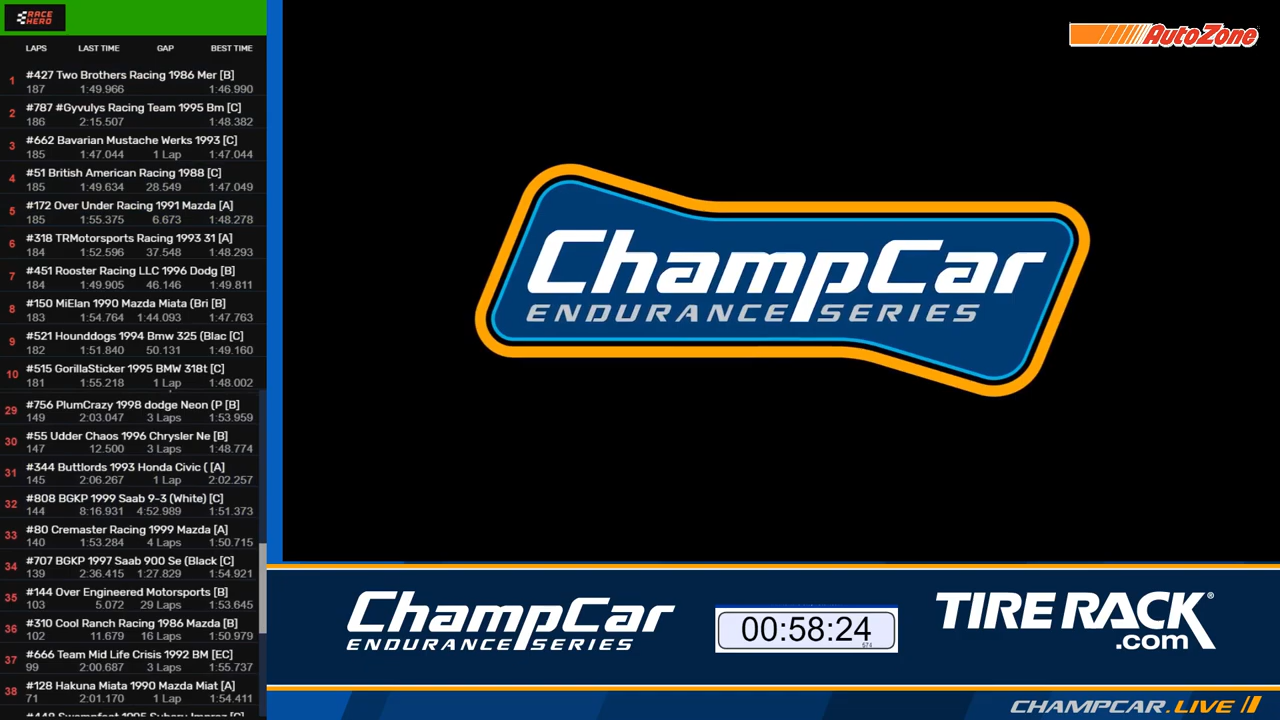 RACE HERO
LAPS LAST TIME GAP BEST TIME
1 #427 Two Brothers Racing 1986 Mer [B]
187 1:49.966 1:46.990
2 #787 #Gyvulys Racing Team 1995 Bm [C]
186 2:15.507 1:48.382
3 #662 Bavarian Mustache Werks 1993 [C]
185 1:47.044 1 Lap 1:47.044
4 #51 British American Racing 1988 [C]
185 1:49.634 28.549 1:47.049
5 #172 Over Under Racing 1991 Mazda [A]
185 1:55.375 6.673 1:48.278
6 #318 TRMotorsports Racing 1993 31 [A]
184 1:52.596 37.548 1:48.293
7 #451 Rooster Racing LLC 1996 Dodg [B]
184 1:49.905 46.146 1:49.811
8 #150 MiElan 1990 Mazda Miata (Bri [B]
183 1:54.764 1:44.093 1:47.763
9 #521 Hounddogs 1994 Bmw 325 (Blac [C]
182 1:51.840 50.131 1:49.160
10 #515 GorillaSticker 1995 BMW 318t [C]
181 1:55.218 1 Lap 1:48.002
29 #756 PlumCrazy 1998 dodge Neon (P [B]
149 2:03.047 3 Laps 1:53.959
30 #55 Udder Chaos 1996 Chrysler Ne [B]
147 12.500 3 Laps 1:48.774
31 #344 Buttlords 1993 Honda Civic ( [A]
145 2:06.267 1 Lap 2:02.257
32 #808 BGKP 1999 Saab 9-3 (White) [C]
144 8:16.931 4:52.989 1:51.373
33 #80 Cremaster Racing 1999 Mazda [A]
140 1:53.284 4 Laps 1:50.715
34 #707 BGKP 1997 Saab 900 Se (Black [C]
139 2:36.415 1:27.829 1:54.921
35 #144 Over Engineered Motorsports [B]
103 5.072 29 Laps 1:53.645
36 #310 Cool Ranch Racing 1986 Mazda [B]
102 11.679 16 Laps 1:50.979
37 #666 Team Mid Life Crisis 1992 BM [EC]
99 2:00.687 3 Laps 1:55.737
38 #128 Hakuna Miata 1990 Mazda Miat [A]
71 2:01.170 1 Lap 1:54.411
AutoZone
ChampCar
ENDURANCE SERIES
ChampCar
ENDURANCE SERIES
00:58:24
TIRE RACK®
.com
CHAMPCAR.LIVE